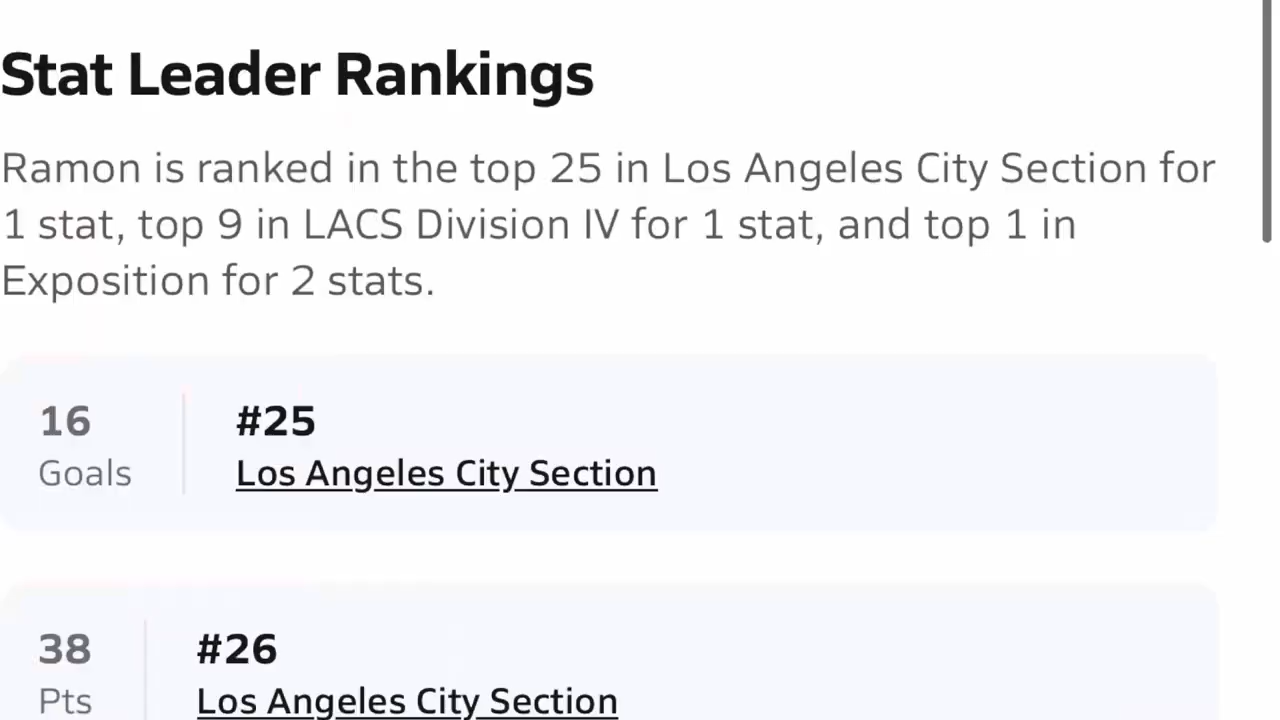 Stat Leader Rankings
Ramon is ranked in the top 25 in Los Angeles City Section for
1 stat, top 9 in LACS Division IV for 1 stat, and top 1 in
Exposition for 2 stats.
16
Goals
#25
Los Angeles City Section
38
Pts
#26
Los Angeles City Section